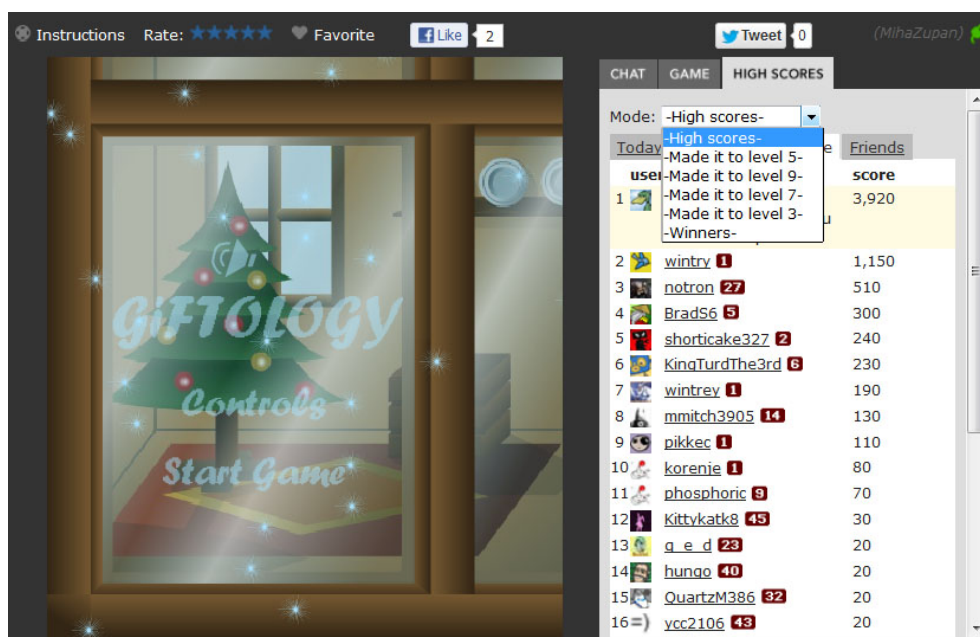 Instructions Rate: Favorite Like 2 Tweet 0 (MihaZupan)
CHAT GAME HIGH SCORES
Mode: -High scores-
-High scores-
-Made it to level 5-
-Made it to level 9-
-Made it to level 7-
-Made it to level 3-
-Winners-
Today Friends
score
1 3,920
2 wintry 1 1,150
3 notron 27 510
4 BradS6 5 300
5 shorticake327 2 240
6 KingTurdThe3rd 6 230
7 wintrey 1 190
8 mmitch3905 14 130
9 pikkec 1 110
10 korenje 1 80
11 phosphoric 9 70
12 Kittykatk8 45 30
13 q_e_d 23 20
14 hungo 40 20
15 QuartzM386 32 20
16 ycc2106 43 20
GiFTOLOGY
Controls
Start Game